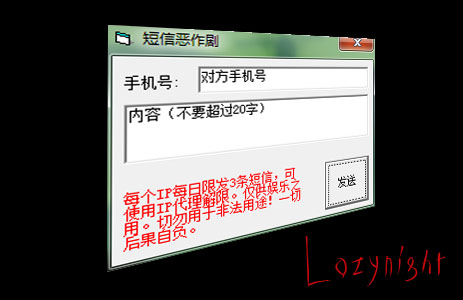 短信恶作剧
手机号：
对方手机号
内容（不要超过20字）
每个IP每日限发3条短信，可
使用IP代理解限。仅供娱乐之
用。切勿用于非法用途！一切
后果自负。
发送
Lozynight